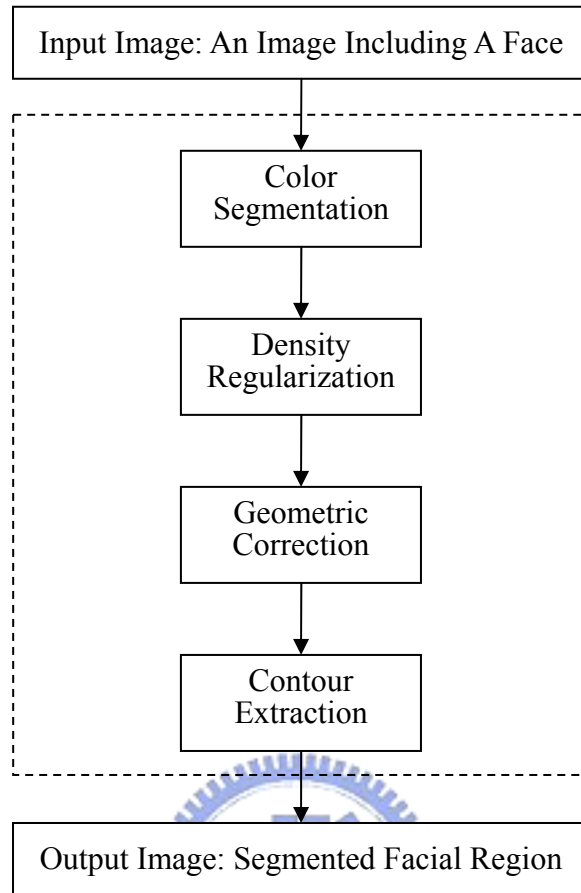 Input Image: An Image Including A Face
Color
Segmentation
Density
Regularization
Geometric
Correction
Contour
Extraction
Output Image: Segmented Facial Region